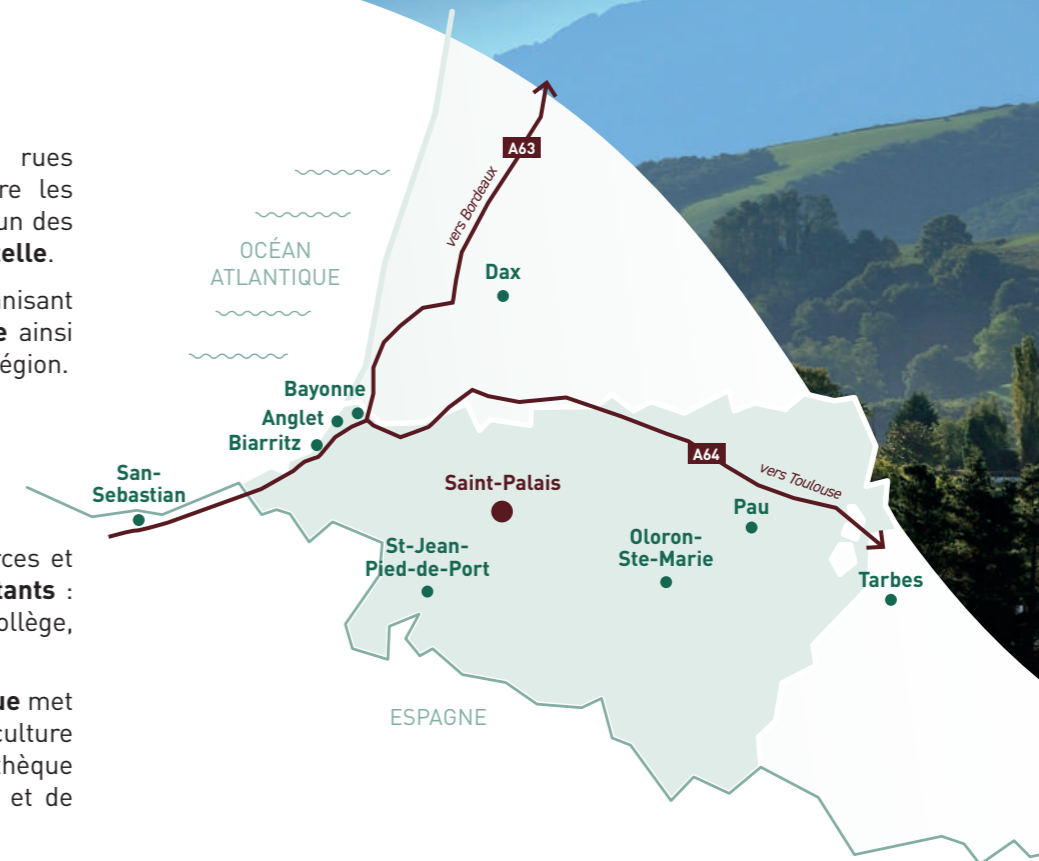 rues
re les
un des
telle.
nisant
e ainsi
égion.
rces et
tants :
ollège,
ue met
culture
thèque
et de
A63
vers Bordeaux
OCÉAN
ATLANTIQUE
Dax
Bayonne
Anglet
Biarritz
San-
Sebastian
A64
vers Toulouse
Saint-Palais
Pau
St-Jean-
Pied-de-Port
Oloron-
Ste-Marie
Tarbes
ESPAGNE